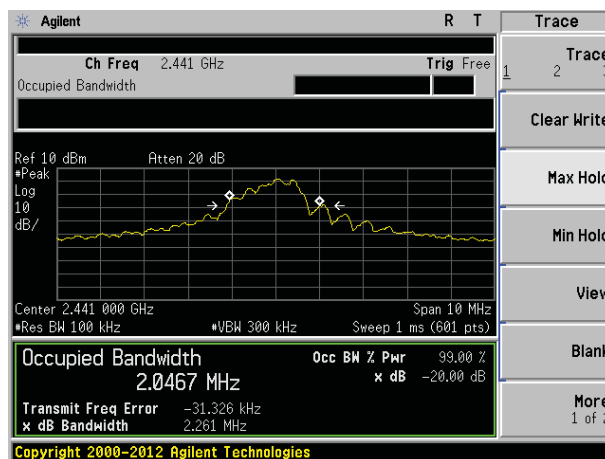 Agilent R T Trace
Ch Freq 2.441 GHz Trig Free
Occupied Bandwidth
Trace
1 2
Clear Write
Ref 10 dBm Atten 20 dB
#Peak
Log
10
dB/
Max Hold
Min Hold
Center 2.441 000 GHz Span 10 MHz
#Res BW 100 kHz #VBW 300 kHz Sweep 1 ms (601 pts)
View
Occupied Bandwidth Occ BW % Pwr 99.00 %
2.0467 MHz x dB -20.00 dB
Blank
Transmit Freq Error -31.326 kHz
x dB Bandwidth 2.261 MHz
More
1 of 2
Copyright 2000-2012 Agilent Technologies